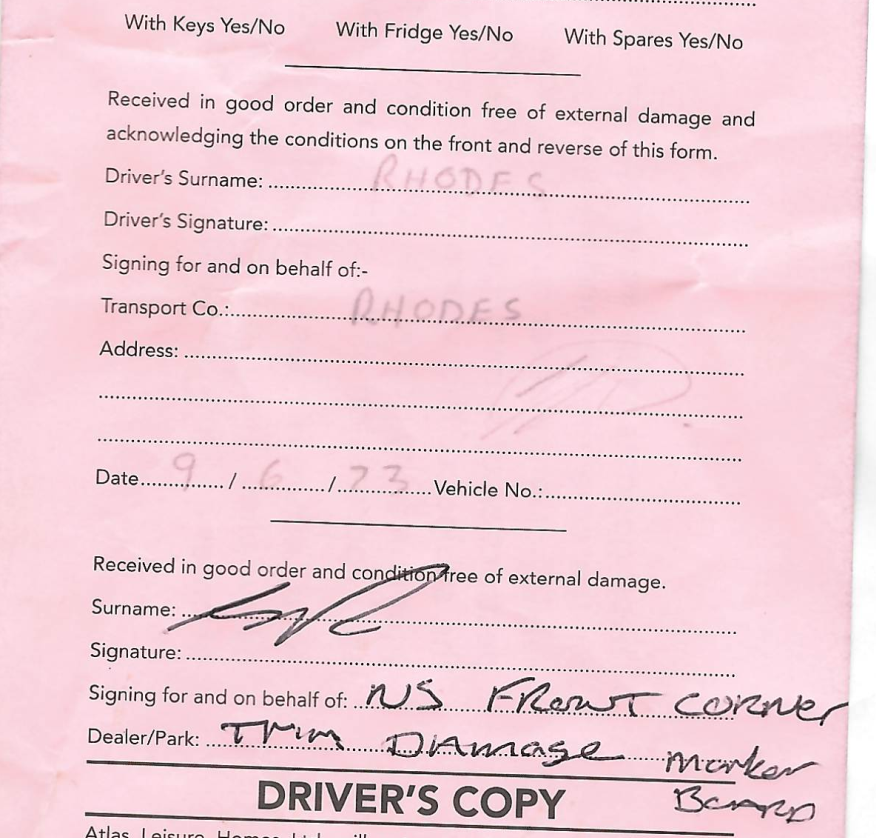 With Keys Yes/No With Fridge Yes/No With Spares Yes/No
Received in good order and condition free of external damage and
acknowledging the conditions on the front and reverse of this form.
Driver's Surname: RHODES
Driver's Signature:
Signing for and on behalf of:-
Transport Co.: RHODES
Address:
Date 9 / 6 / 23 Vehicle No.:
Received in good order and condition free of external damage.
Surname:
Signature:
Signing for and on behalf of: N/S FRONT CORNER
Dealer/Park: Trim DAMAGE Marker
BOARD
DRIVER'S COPY
Atlas Leisure Homes